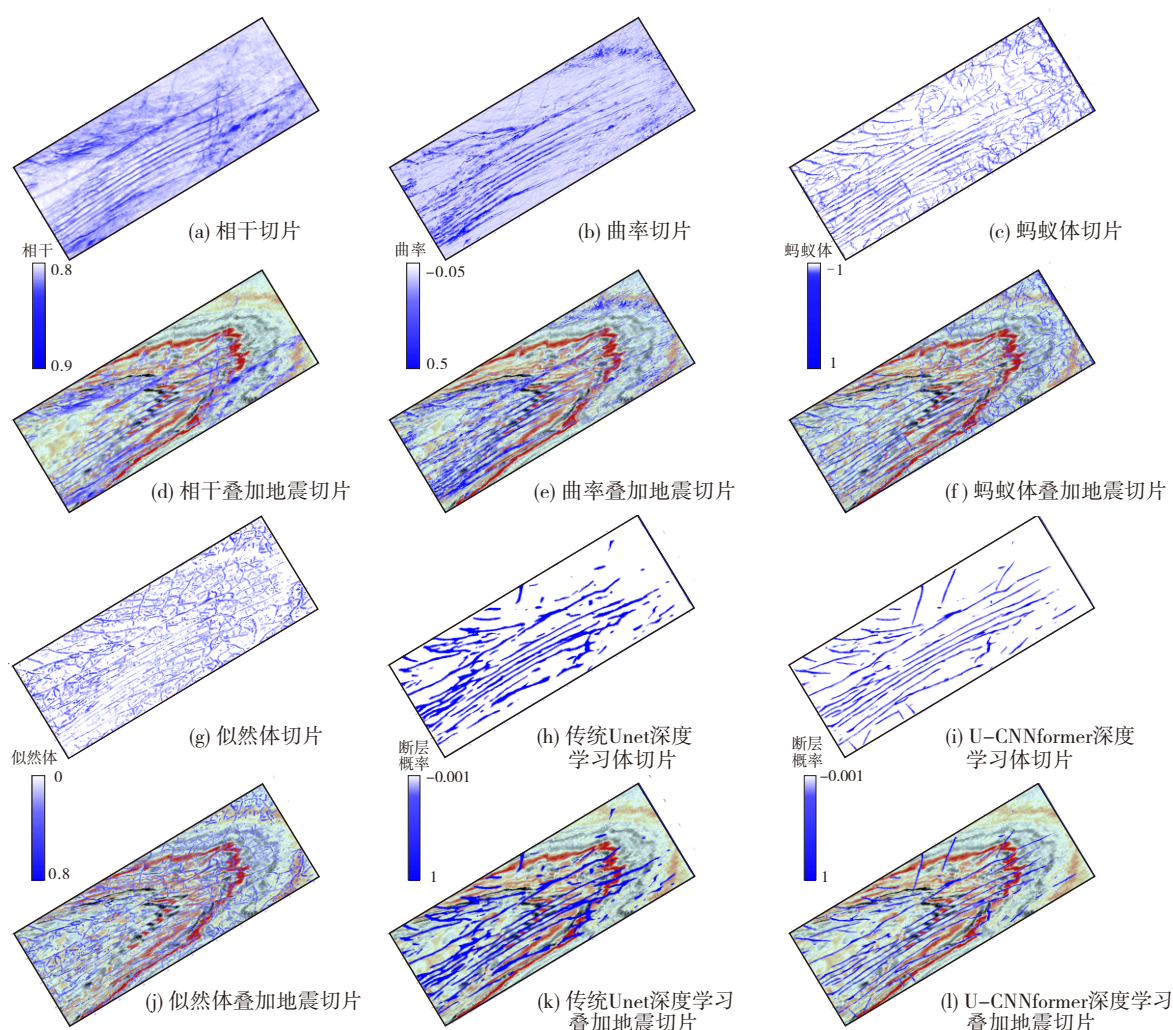 (a) 相干切片
(b) 曲率切片
(c) 蚂蚁体切片
相干
0.8
0.9
曲率
-0.05
0.5
蚂蚁体
-1
1
(d) 相干叠加地震切片
(e) 曲率叠加地震切片
(f) 蚂蚁体叠加地震切片
(g) 似然体切片
(h) 传统Unet深度
学习体切片
(i) U-CNNformer深度
学习体切片
似然体
0
0.8
断层
概率
-0.001
1
断层
概率
-0.001
1
(j) 似然体叠加地震切片
(k) 传统Unet深度学习
叠加地震切片
(l) U-CNNformer深度学习
叠加地震切片